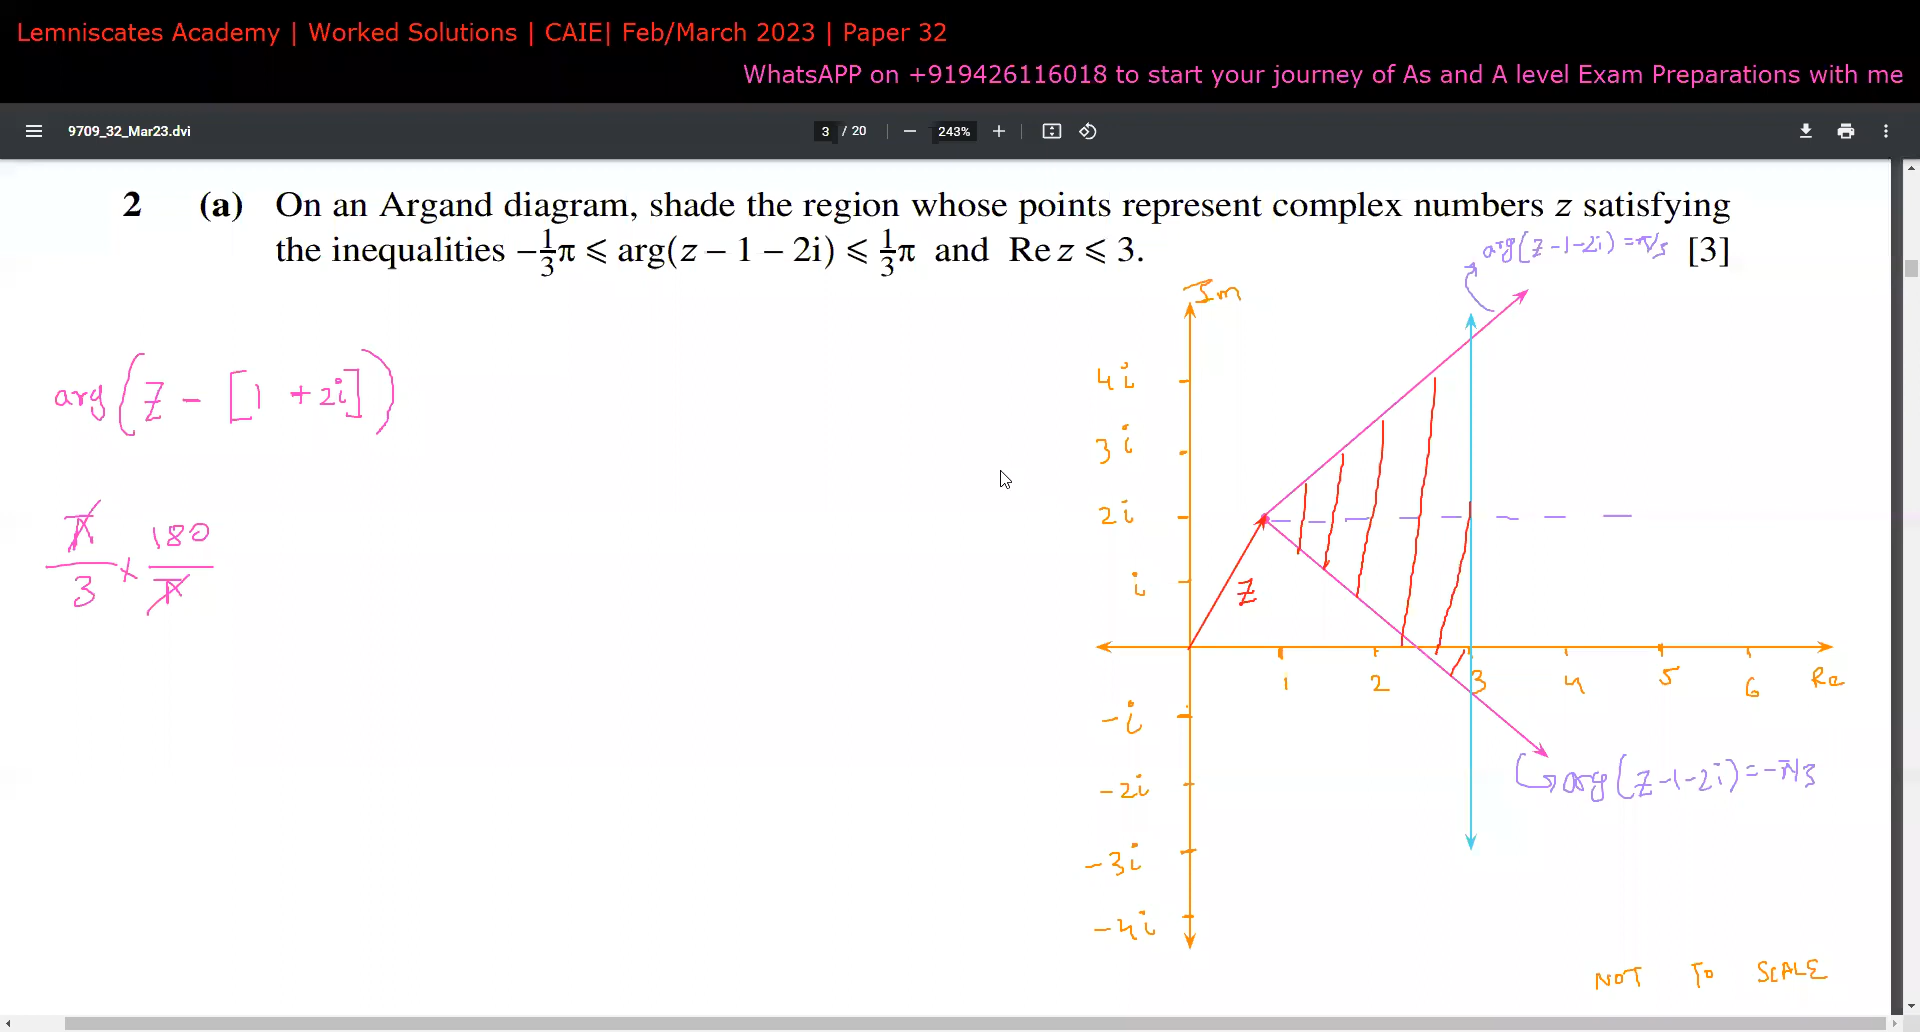 Lemniscates Academy | Worked Solutions | CAIE| Feb/March 2023 | Paper 32
WhatsAPP on +919426116018 to start your journey of As and A level Exam Preparations with me
9709_32_Mar23.dvi
3 / 20
243%
2 (a) On an Argand diagram, shade the region whose points represent complex numbers z satisfying
the inequalities −1/3π ⩽ arg(z − 1 − 2i) ⩽ 1/3π and Re z ⩽ 3. [3]
arg(z-1-2i)=π/3
Im
arg(z - [1 +2i])
4i
3i
2i
i
π/3 × 180/π
z
1 2 3 4 5 6 Re
-i
-2i
-3i
-4i
arg(z-1-2i)=-π/3
NOT TO SCALE